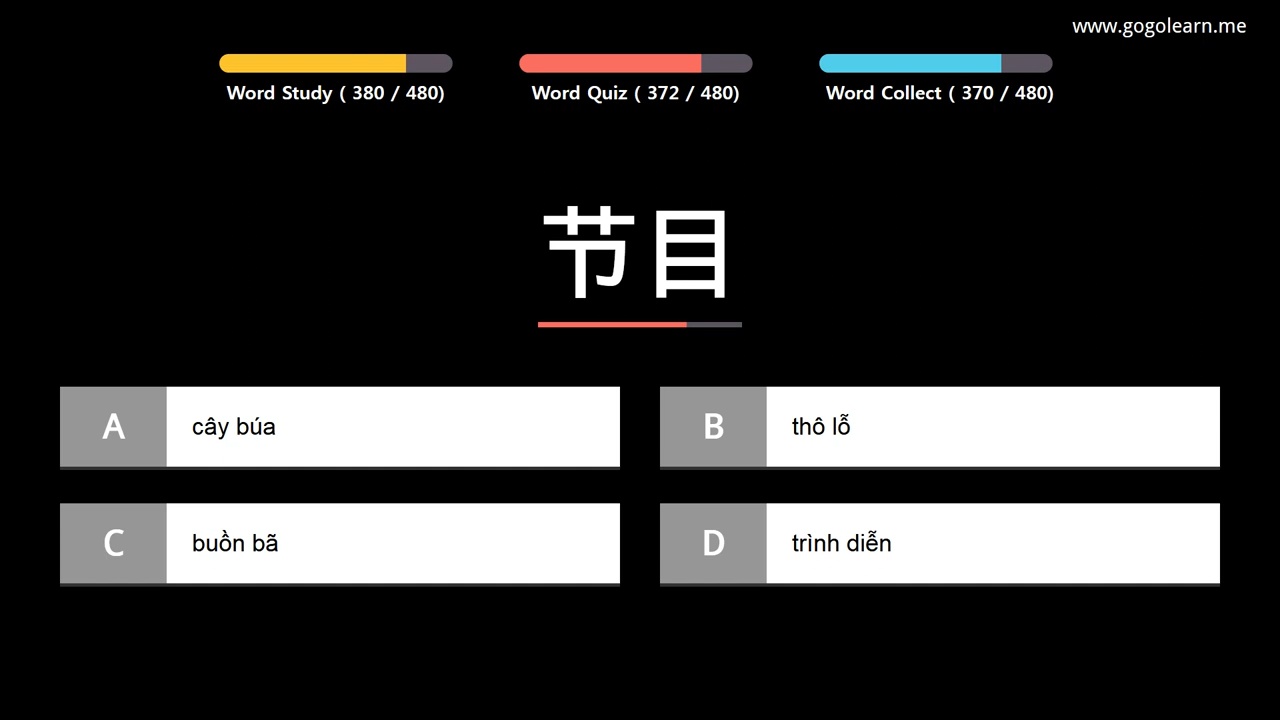 www.gogolearn.me
Word Study ( 380 / 480)
Word Quiz ( 372 / 480)
Word Collect ( 370 / 480)
节目
A cây búa
B thô lỗ
C buồn bã
D trình diễn